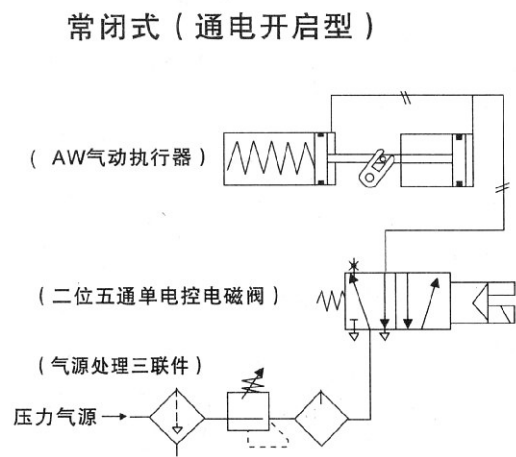 常闭式（通电开启型）
（AW气动执行器）
（二位五通单电控电磁阀）
（气源处理三联件）
压力气源